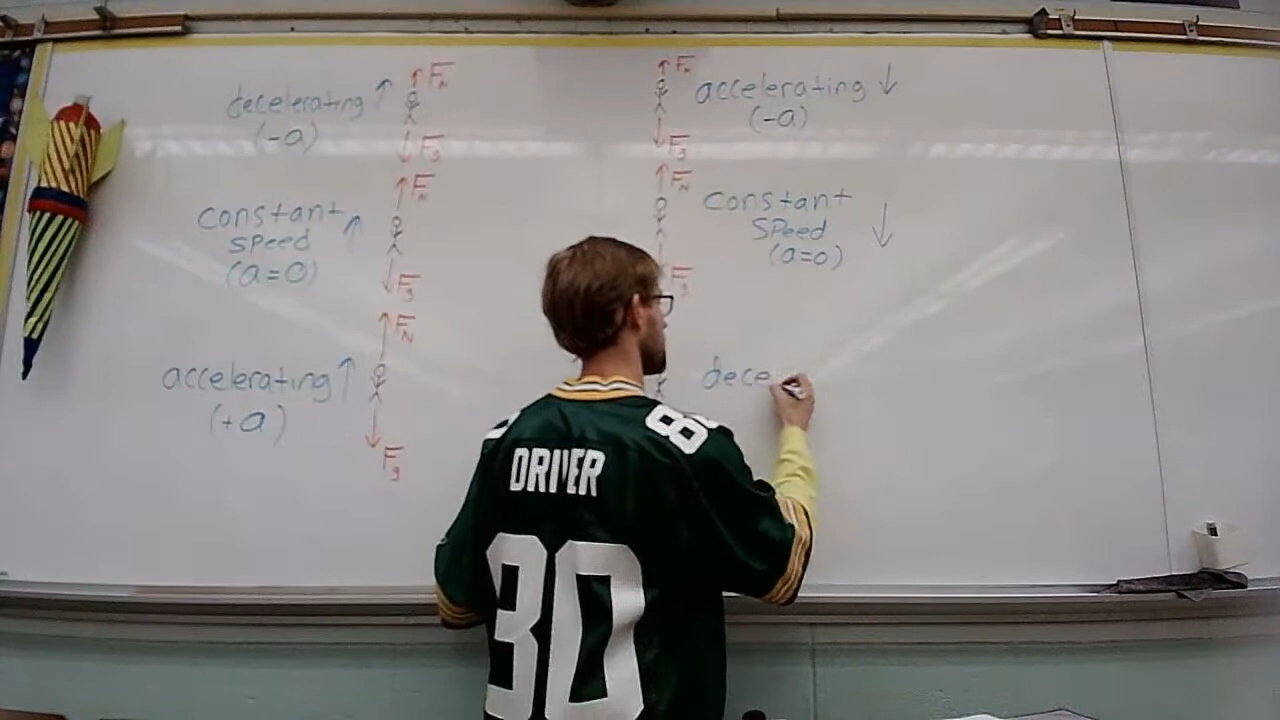 decelerating
(-a)
F_N
F_g
constant
speed
(a=0)
F_N
F_g
accelerating
(+a)
F_N
F_g
F_N
accelerating
(-a)
F_g
F_N
constant
speed
(a=0)
F_g
dece
80
DRIVER
80